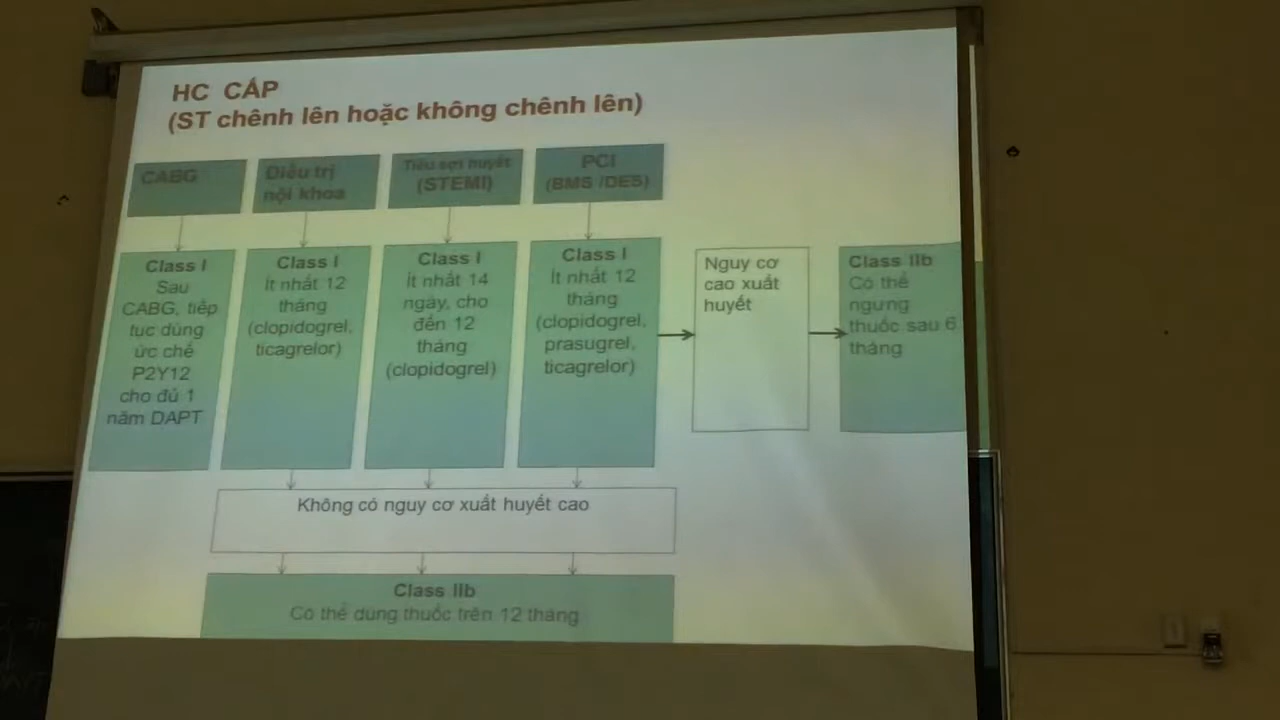 HC CẤP
(ST chênh lên hoặc không chênh lên)
CABG
Điều trị
nội khoa
Tiêu sợi huyết
(STEMI)
PCI
(BMS /DES)
Class I
Sau
CABG, tiếp
tục dùng
ức chế
P2Y12
cho đủ 1
năm DAPT
Class I
Ít nhất 12
tháng
(clopidogrel,
ticagrelor)
Class I
Ít nhất 14
ngày, cho
đến 12
tháng
(clopidogrel)
Class I
Ít nhất 12
tháng
(clopidogrel,
prasugrel,
ticagrelor)
Nguy cơ
cao xuất
huyết
Class IIb
Có thể
ngưng
thuốc sau 6
tháng
Không có nguy cơ xuất huyết cao
Class IIb
Có thể dùng thuốc trên 12 tháng